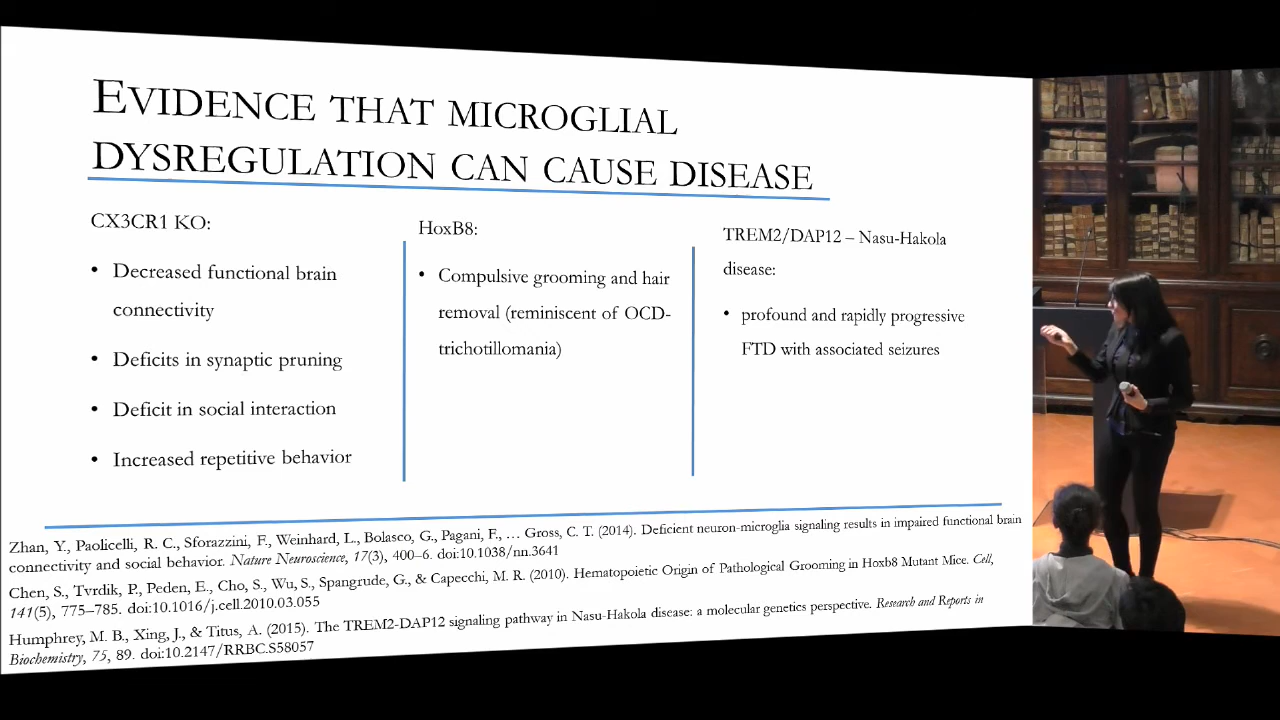 EVIDENCE THAT MICROGLIAL
DYSREGULATION CAN CAUSE DISEASE
CX3CR1 KO:
• Decreased functional brain
connectivity
• Deficits in synaptic pruning
• Deficit in social interaction
• Increased repetitive behavior
HoxB8:
• Compulsive grooming and hair
removal (reminiscent of OCD-
trichotillomania)
TREM2/DAP12 – Nasu-Hakola
disease:
• profound and rapidly progressive
FTD with associated seizures
Zhan, Y., Paolicelli, R. C., Sforazzini, F., Weinhard, L., Bolasco, G., Pagani, F., … Gross, C. T. (2014). Deficient neuron-microglia signaling results in impaired functional brain
connectivity and social behavior. Nature Neuroscience, 17(3), 400–6. doi:10.1038/nn.3641
Chen, S., Tvrdik, P., Peden, E., Cho, S., Wu, S., Spangrude, G., & Capecchi, M. R. (2010). Hematopoietic Origin of Pathological Grooming in Hoxb8 Mutant Mice. Cell,
141(5), 775–785. doi:10.1016/j.cell.2010.03.055
Humphrey, M. B., Xing, J., & Titus, A. (2015). The TREM2-DAP12 signaling pathway in Nasu-Hakola disease: a molecular genetics perspective. Research and Reports in
Biochemistry, 75, 89. doi:10.2147/RRBC.S58057